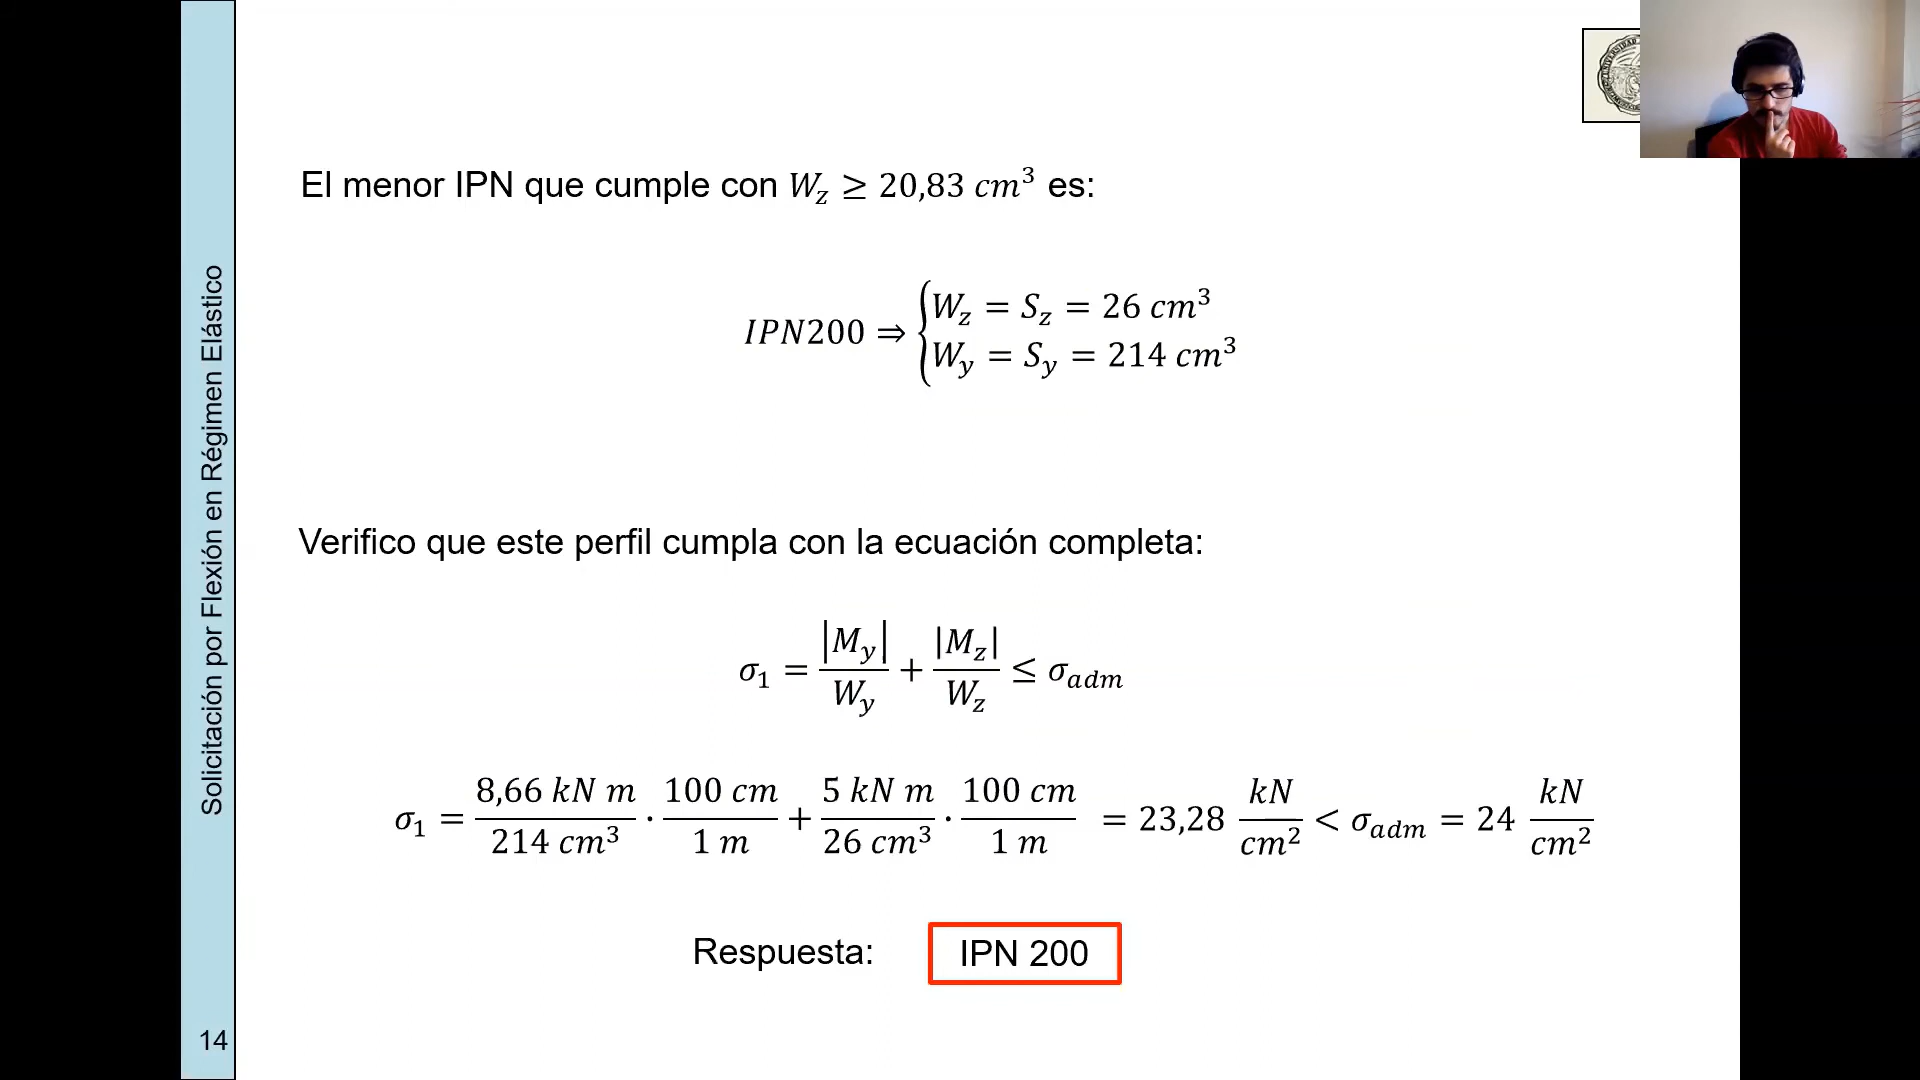 El menor IPN que cumple con W_z ≥ 20,83 cm³ es:
IPN200 ⇒ { W_z = S_z = 26 cm³
W_y = S_y = 214 cm³
Verifico que este perfil cumpla con la ecuación completa:
σ₁ = |M_y| / W_y + |M_z| / W_z ≤ σ_adm
σ₁ = 8,66 kN m / 214 cm³ · 100 cm / 1 m + 5 kN m / 26 cm³ · 100 cm / 1 m = 23,28 kN / cm² < σ_adm = 24 kN / cm²
Respuesta: IPN 200
Solicitación por Flexión en Régimen Elástico
14